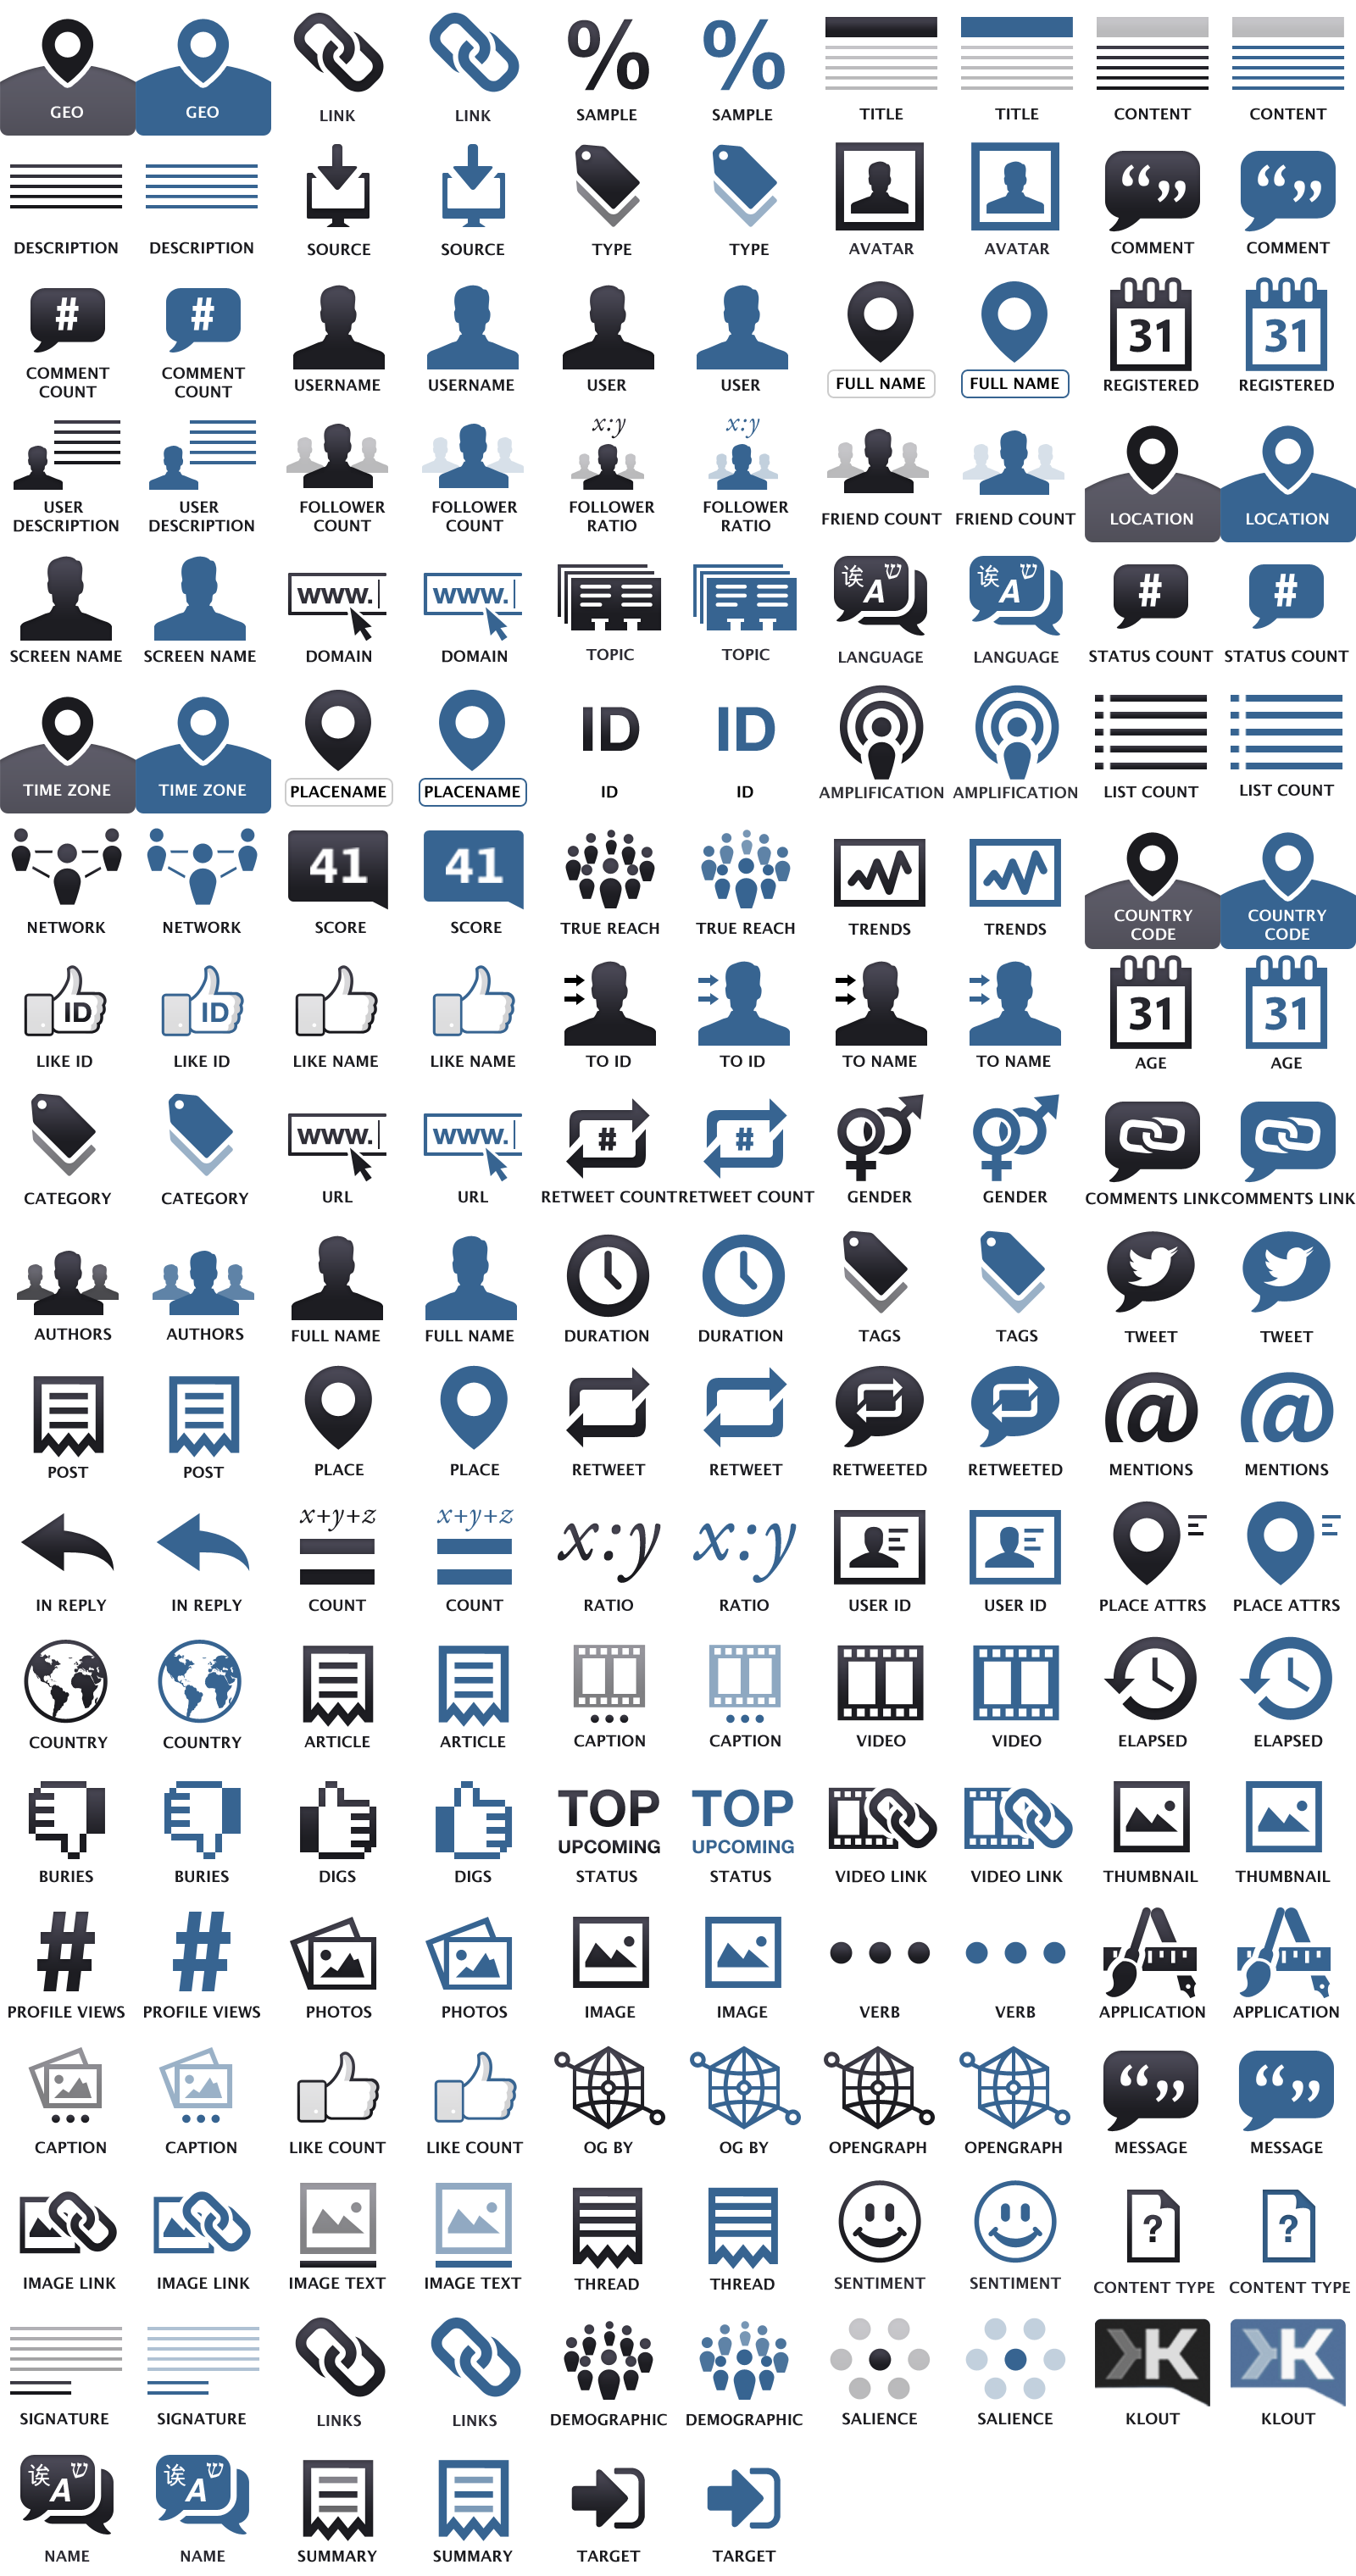 GEO GEO LINK LINK % SAMPLE % SAMPLE TITLE TITLE CONTENT CONTENT
DESCRIPTION DESCRIPTION SOURCE SOURCE TYPE TYPE AVATAR AVATAR “ ” COMMENT “ ” COMMENT
# # 31 31
COMMENT COUNT COMMENT COUNT USERNAME USERNAME USER USER FULL NAME FULL NAME REGISTERED REGISTERED
x:y x:y
USER DESCRIPTION USER DESCRIPTION FOLLOWER COUNT FOLLOWER COUNT FOLLOWER RATIO FOLLOWER RATIO FRIEND COUNT FRIEND COUNT LOCATION LOCATION
www. www. 诶 A ש 诶 A ש # #
SCREEN NAME SCREEN NAME DOMAIN DOMAIN TOPIC TOPIC LANGUAGE LANGUAGE STATUS COUNT STATUS COUNT
ID ID
TIME ZONE TIME ZONE PLACENAME PLACENAME ID ID AMPLIFICATION AMPLIFICATION LIST COUNT LIST COUNT
41 41
NETWORK NETWORK SCORE SCORE TRUE REACH TRUE REACH TRENDS TRENDS COUNTRY CODE COUNTRY CODE
ID ID 31 31
LIKE ID LIKE ID LIKE NAME LIKE NAME TO ID TO ID TO NAME TO NAME AGE AGE
www. www. # #
CATEGORY CATEGORY URL URL RETWEET COUNT RETWEET COUNT GENDER GENDER COMMENTS LINK COMMENTS LINK
AUTHORS AUTHORS FULL NAME FULL NAME DURATION DURATION TAGS TAGS TWEET TWEET
@ @
POST POST PLACE PLACE RETWEET RETWEET RETWEETED RETWEETED MENTIONS MENTIONS
x+y+z x+y+z x:y x:y
IN REPLY IN REPLY COUNT COUNT RATIO RATIO USER ID USER ID PLACE ATTRS PLACE ATTRS
COUNTRY COUNTRY ARTICLE ARTICLE CAPTION CAPTION VIDEO VIDEO ELAPSED ELAPSED
TOP UPCOMING TOP UPCOMING
BURIES BURIES DIGS DIGS STATUS STATUS VIDEO LINK VIDEO LINK THUMBNAIL THUMBNAIL
# #
PROFILE VIEWS PROFILE VIEWS PHOTOS PHOTOS IMAGE IMAGE VERB VERB APPLICATION APPLICATION
“ ” “ ”
CAPTION CAPTION LIKE COUNT LIKE COUNT OG BY OG BY OPENGRAPH OPENGRAPH MESSAGE MESSAGE
? ?
IMAGE LINK IMAGE LINK IMAGE TEXT IMAGE TEXT THREAD THREAD SENTIMENT SENTIMENT CONTENT TYPE CONTENT TYPE
K K
SIGNATURE SIGNATURE LINKS LINKS DEMOGRAPHIC DEMOGRAPHIC SALIENCE SALIENCE KLOUT KLOUT
诶 A ש 诶 A ש
NAME NAME SUMMARY SUMMARY TARGET TARGET